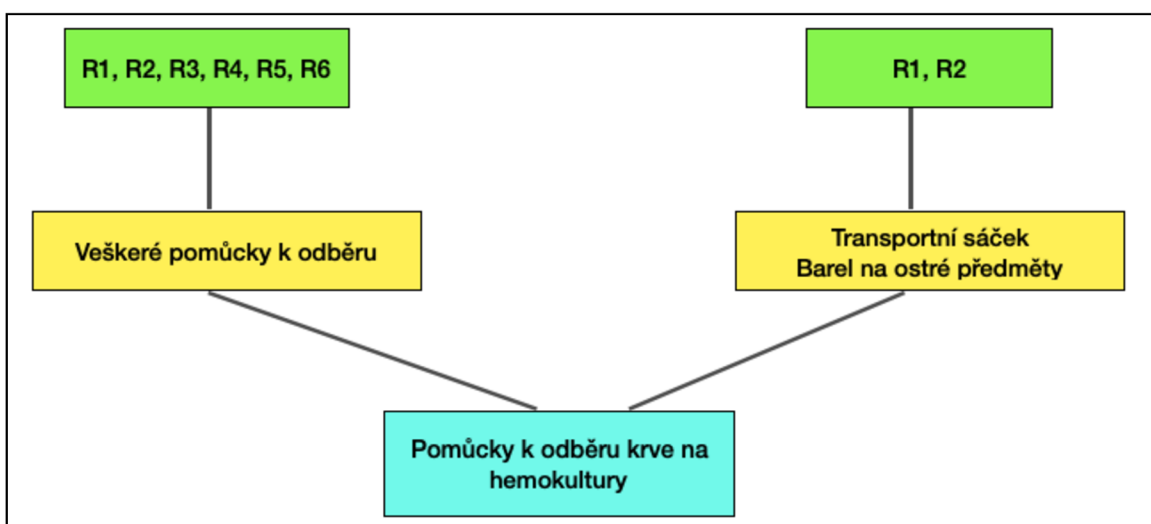 R1, R2, R3, R4, R5, R6
R1, R2
Veškeré pomůcky k odběru
Transportní sáček
Barel na ostré předměty
Pomůcky k odběru krve na
hemokultury